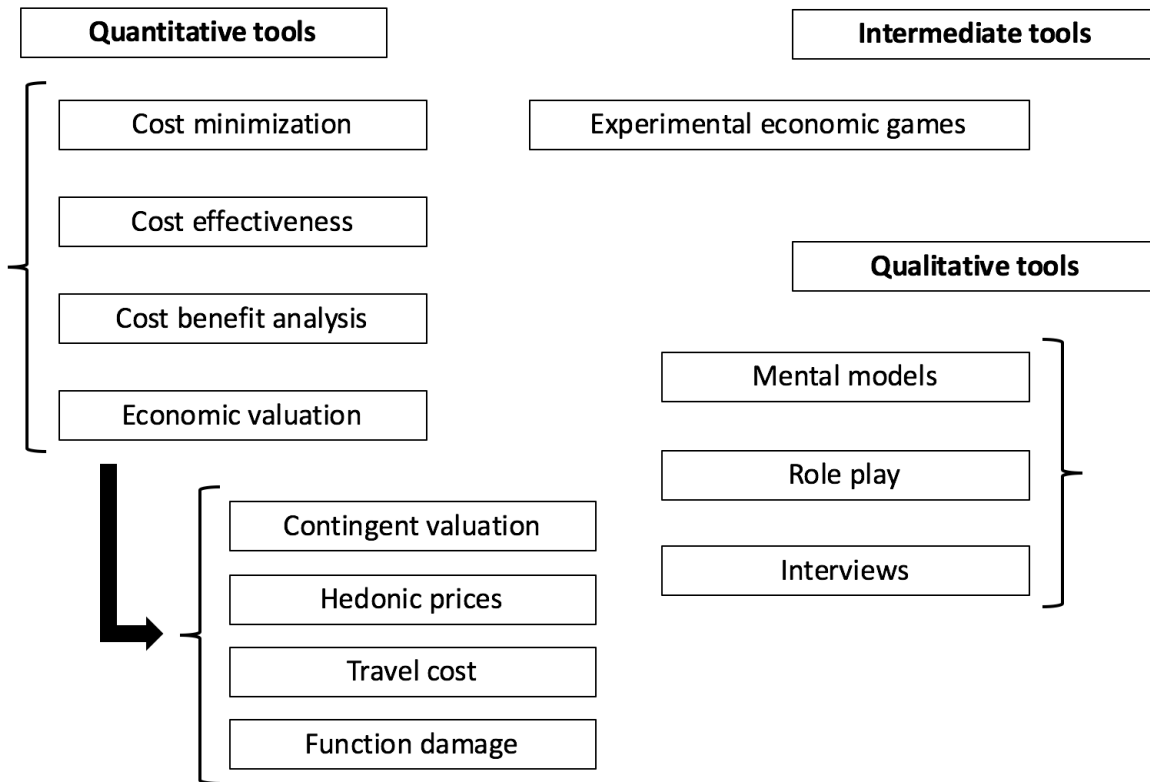 Quantitative tools
Intermediate tools
Cost minimization
Experimental economic games
Cost effectiveness
Qualitative tools
Cost benefit analysis
Mental models
Economic valuation
Role play
Contingent valuation
Interviews
Hedonic prices
Travel cost
Function damage